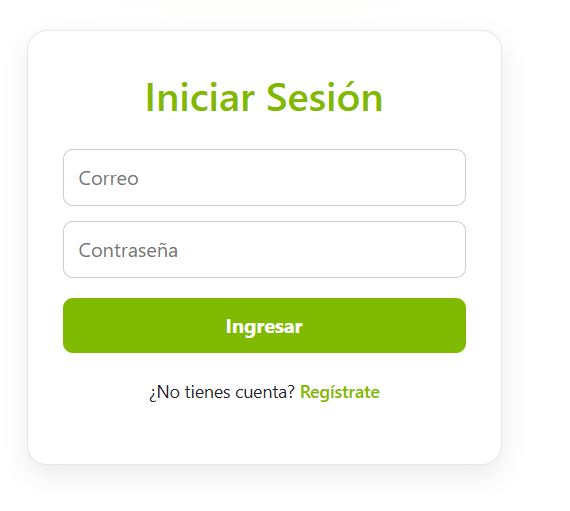 Iniciar Sesión
Correo
Contraseña
Ingresar
¿No tienes cuenta? Regístrate